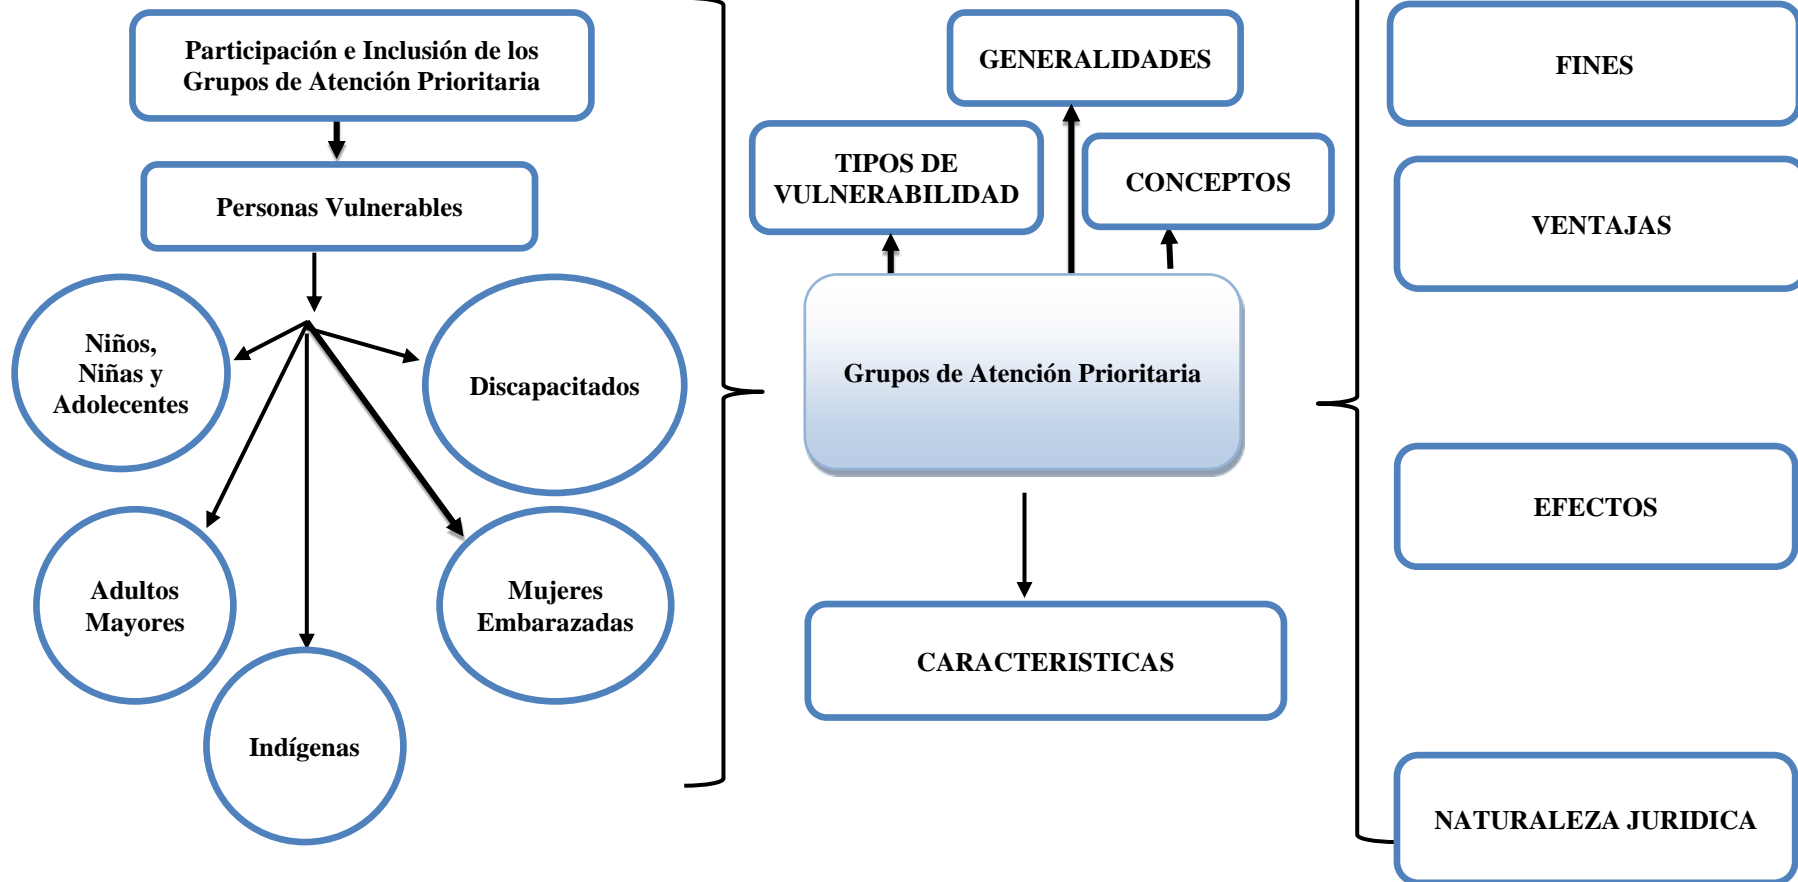 Participación e Inclusión de los
Grupos de Atención Prioritaria
Personas Vulnerables
Niños,
Niñas y
Adolecentes
Discapacitados
Adultos
Mayores
Mujeres
Embarazadas
Indígenas
GENERALIDADES
TIPOS DE
VULNERABILIDAD
CONCEPTOS
Grupos de Atención Prioritaria
CARACTERISTICAS
FINES
VENTAJAS
EFECTOS
NATURALEZA JURIDICA